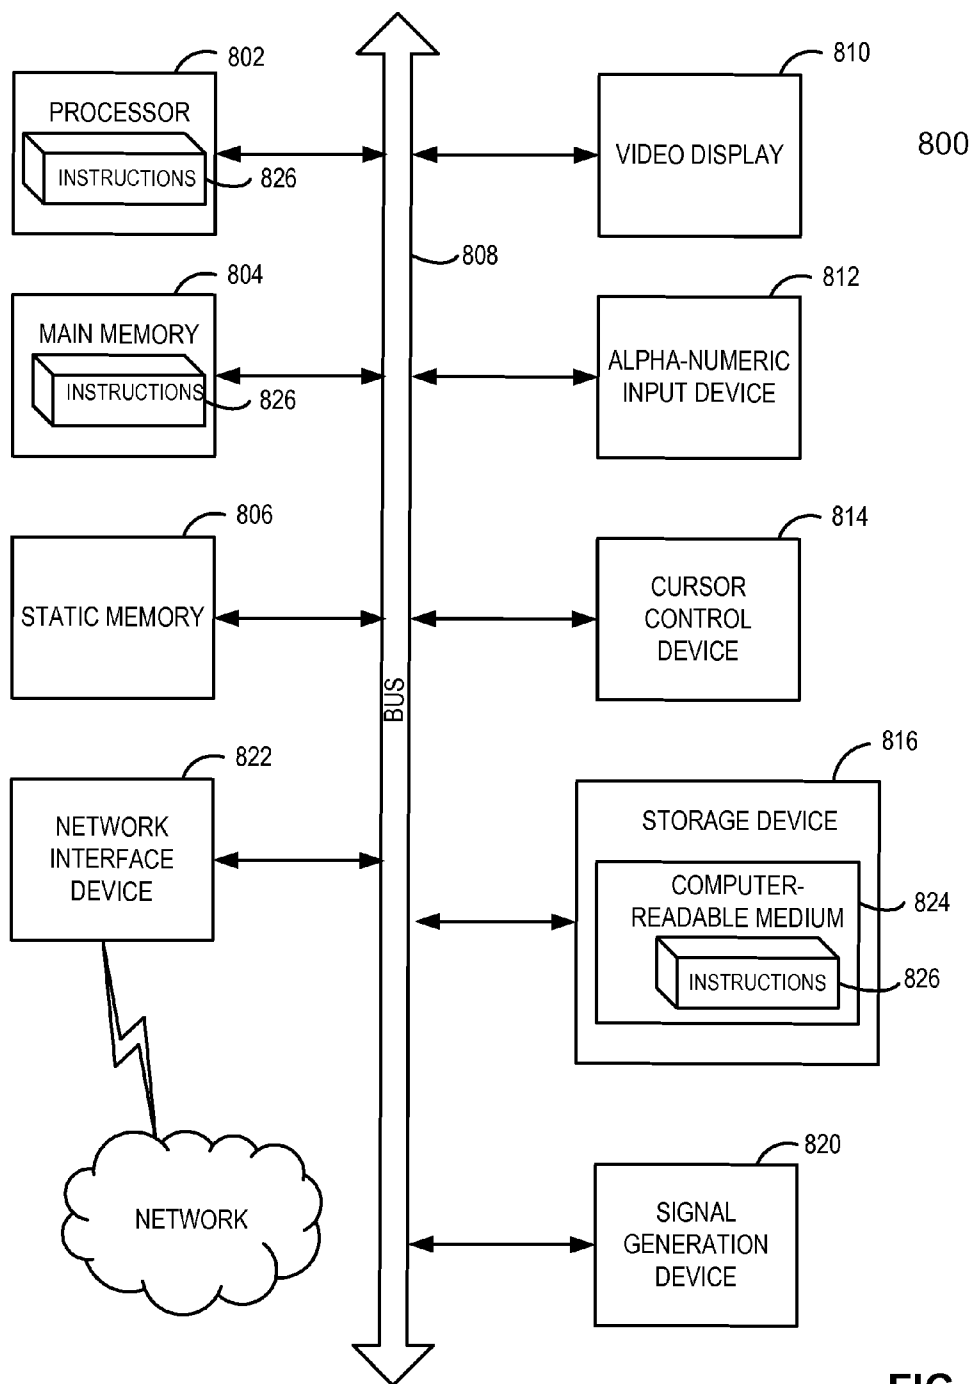 802
PROCESSOR
INSTRUCTIONS
826
810
VIDEO DISPLAY
800
808
804
MAIN MEMORY
INSTRUCTIONS
826
812
ALPHA-NUMERIC
INPUT DEVICE
806
STATIC MEMORY
814
CURSOR
CONTROL
DEVICE
BUS
822
NETWORK
INTERFACE
DEVICE
816
STORAGE DEVICE
COMPUTER-
READABLE MEDIUM
824
INSTRUCTIONS
826
NETWORK
820
SIGNAL
GENERATION
DEVICE